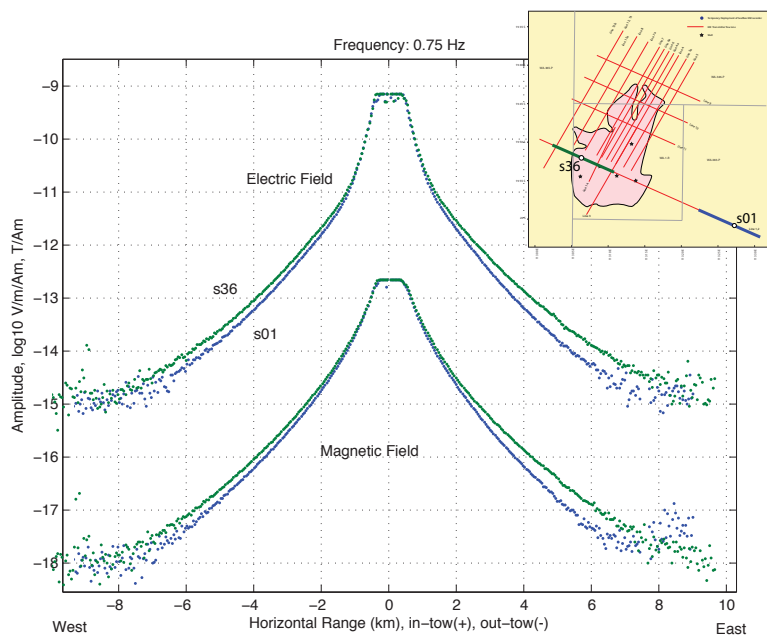 Frequency: 0.75 Hz
−9
−10
−11
−12
−13
−14
−15
−16
−17
−18
Amplitude, log10 V/m/Am, T/Am
Electric Field
s36
s01
Magnetic Field
s36
s01
−8
−6
−4
−2
0
2
4
6
8
10
West
Horizontal Range (km), in−tow(+), out−tow(-)
East